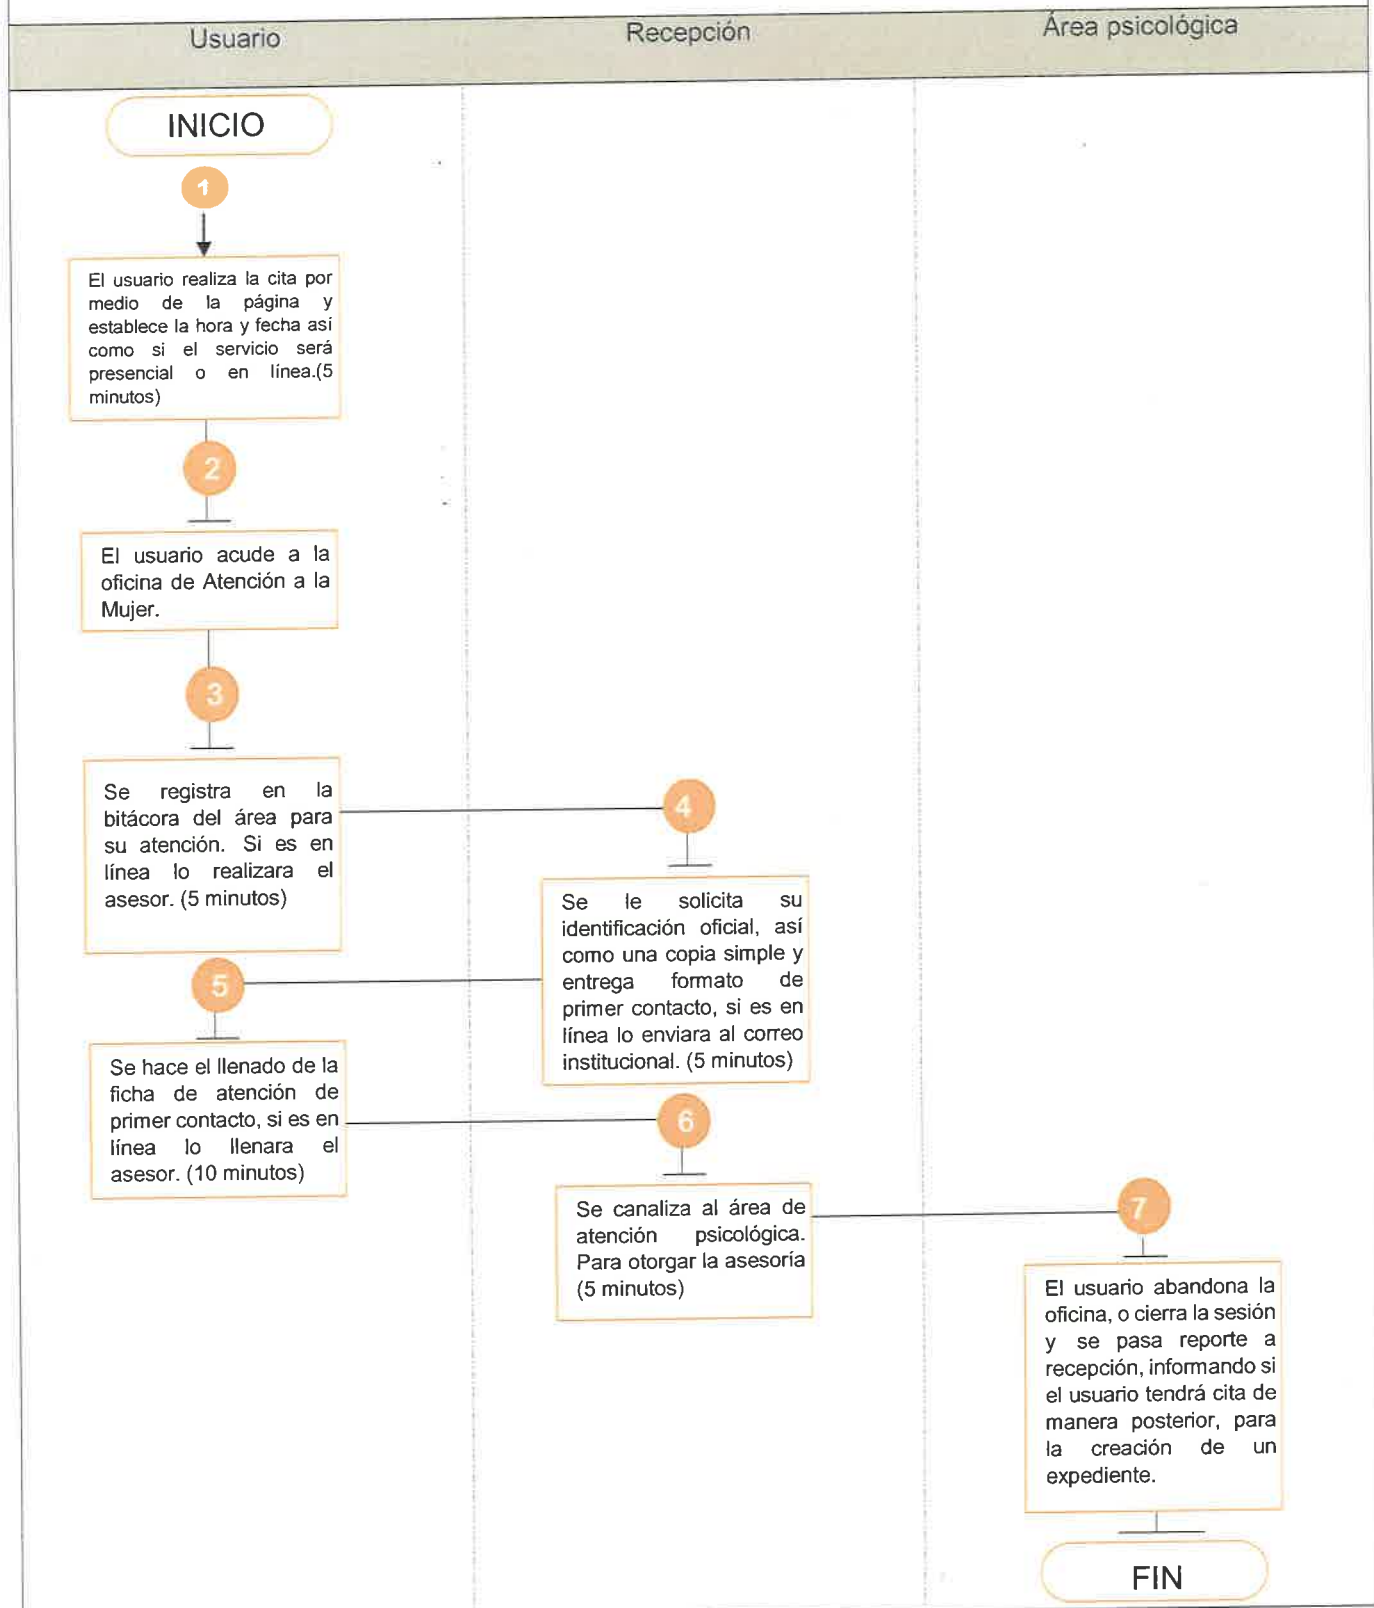 Usuario
Recepción
Área psicológica
INICIO
1
El usuario realiza la cita por
medio de la página y
establece la hora y fecha así
como si el servicio será
presencial o en línea.(5
minutos)
2
El usuario acude a la
oficina de Atención a la
Mujer.
3
Se registra en la
bitácora del área para
su atención. Si es en
línea lo realizara el
asesor. (5 minutos)
4
Se le solicita su
identificación oficial, así
como una copia simple y
entrega formato de
primer contacto, si es en
línea lo enviara al correo
institucional. (5 minutos)
5
Se hace el llenado de la
ficha de atención de
primer contacto, si es en
línea lo llenara el
asesor. (10 minutos)
6
Se canaliza al área de
atención psicológica.
Para otorgar la asesoría
(5 minutos)
7
El usuario abandona la
oficina, o cierra la sesión
y se pasa reporte a
recepción, informando si
el usuario tendrá cita de
manera posterior, para
la creación de un
expediente.
FIN